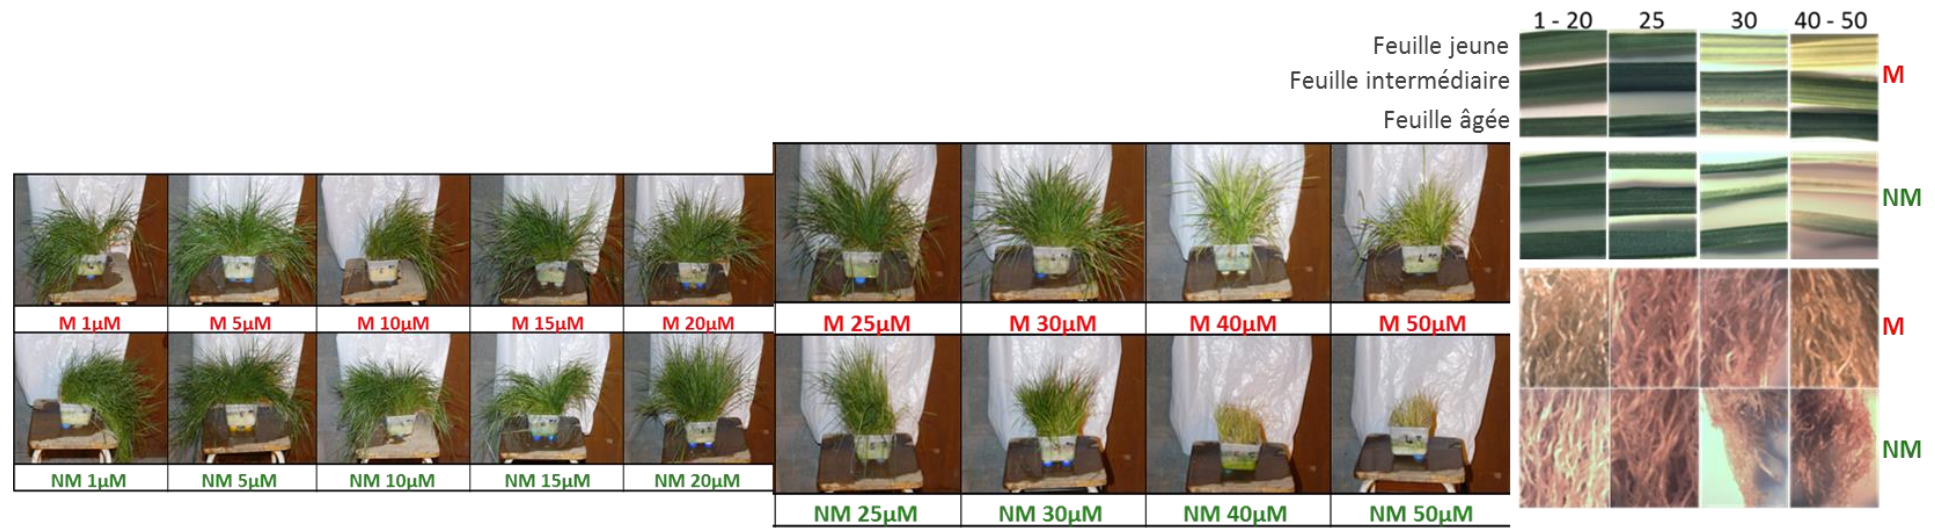 1 - 20 25 30 40 - 50
Feuille jeune
Feuille intermédiaire
Feuille âgée
M
NM
M 1µM M 5µM M 10µM M 15µM M 20µM M 25µM M 30µM M 40µM M 50µM
M
NM 1µM NM 5µM NM 10µM NM 15µM NM 20µM
NM
NM 25µM NM 30µM NM 40µM NM 50µM